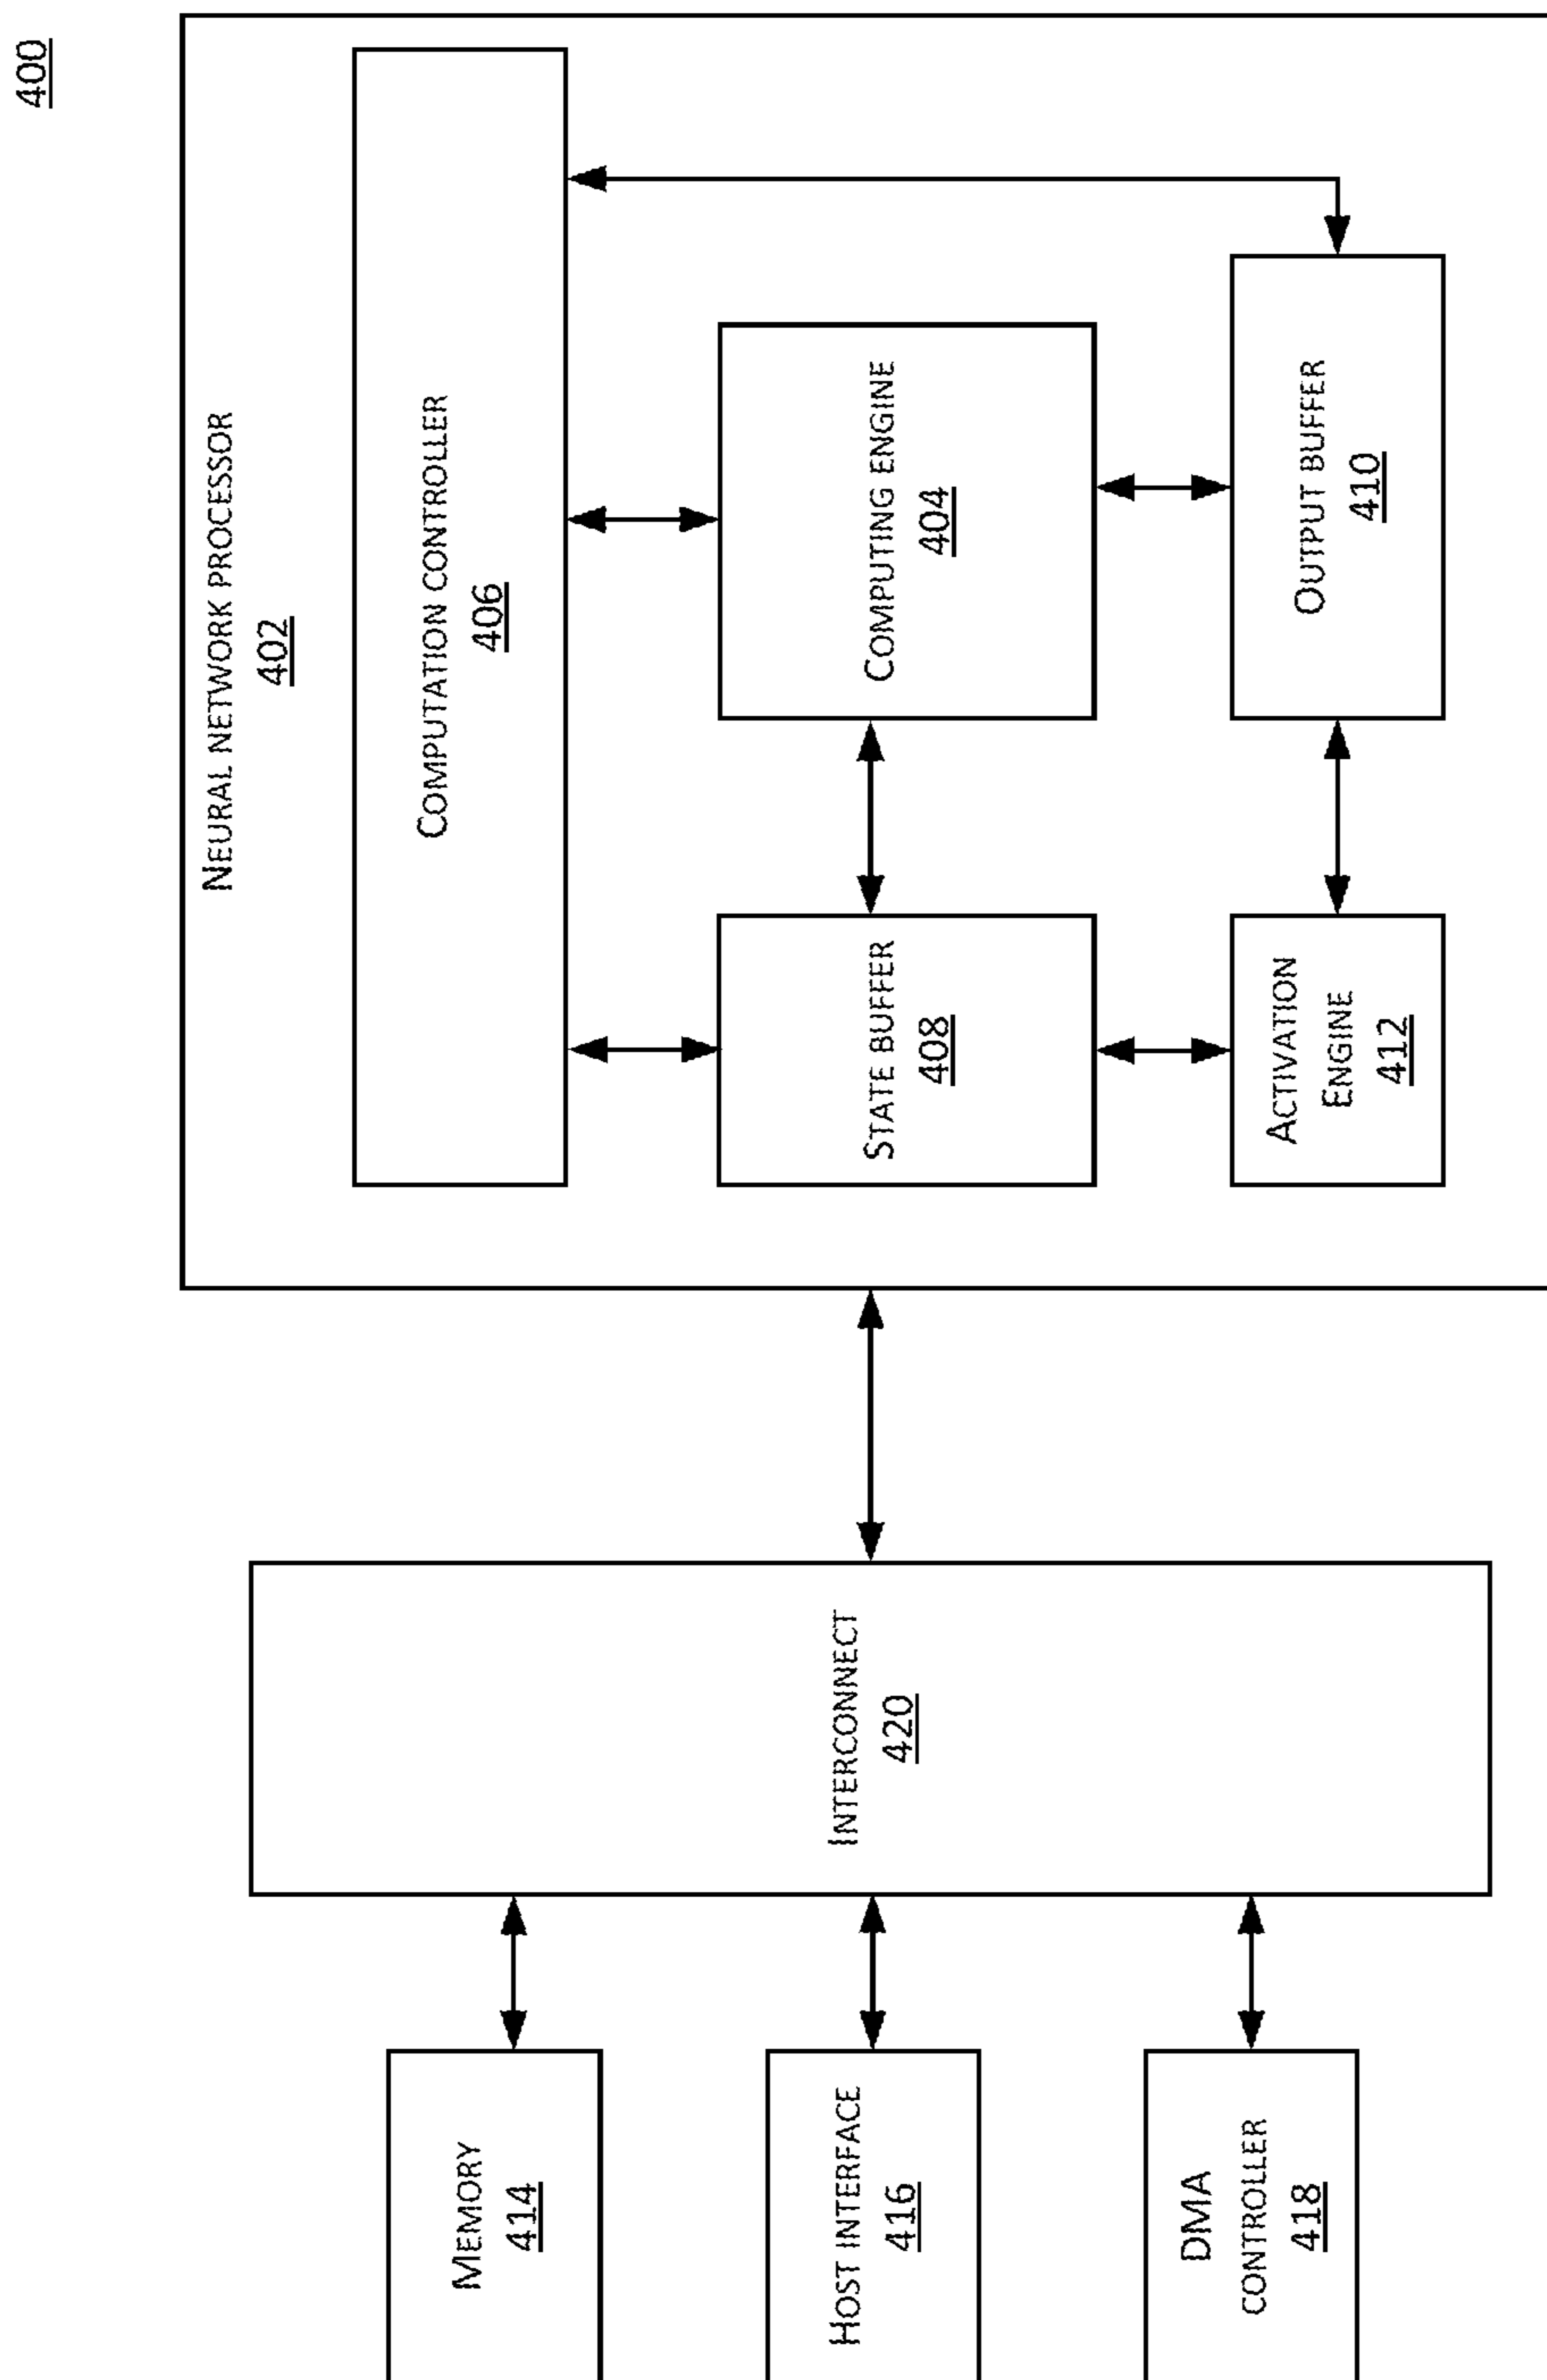 400
NEURAL NETWORK PROCESSOR
402
COMPUTATION CONTROLLER
406
MEMORY
414
HOST INTERFACE
416
DMA
CONTROLLER
418
INTERCONNECT
420
STATE BUFFER
408
COMPUTING ENGINE
404
ACTIVATION
ENGINE
412
OUTPUT BUFFER
410